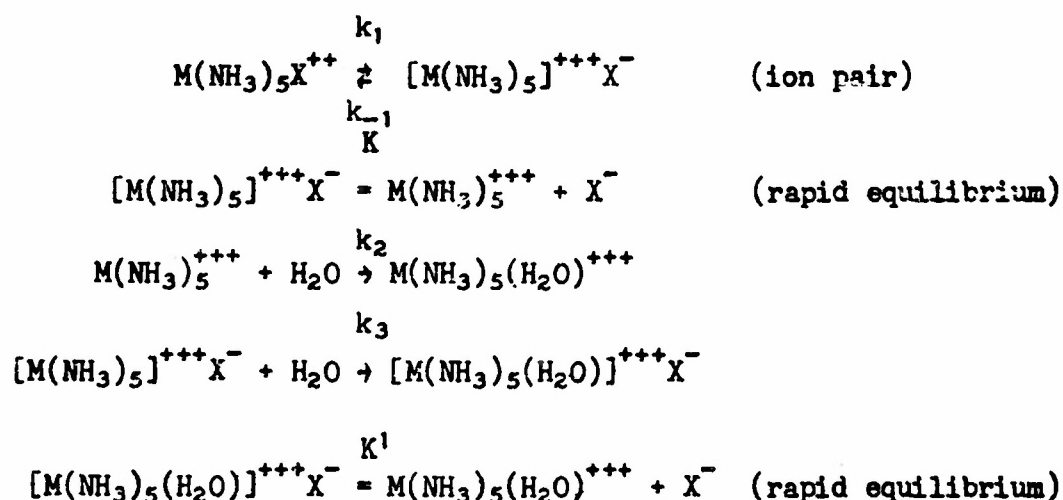 k₁
M(NH₃)₅X⁺⁺ ⇄ [M(NH₃)₅]⁺⁺⁺X⁻ (ion pair)
k₋₁
K
[M(NH₃)₅]⁺⁺⁺X⁻ = M(NH₃)₅⁺⁺⁺ + X⁻ (rapid equilibrium)
k₂
M(NH₃)₅⁺⁺⁺ + H₂O → M(NH₃)₅(H₂O)⁺⁺⁺
k₃
[M(NH₃)₅]⁺⁺⁺X⁻ + H₂O → [M(NH₃)₅(H₂O)]⁺⁺⁺X⁻
K¹
[M(NH₃)₅(H₂O)]⁺⁺⁺X⁻ = M(NH₃)₅(H₂O)⁺⁺⁺ + X⁻ (rapid equilibrium)